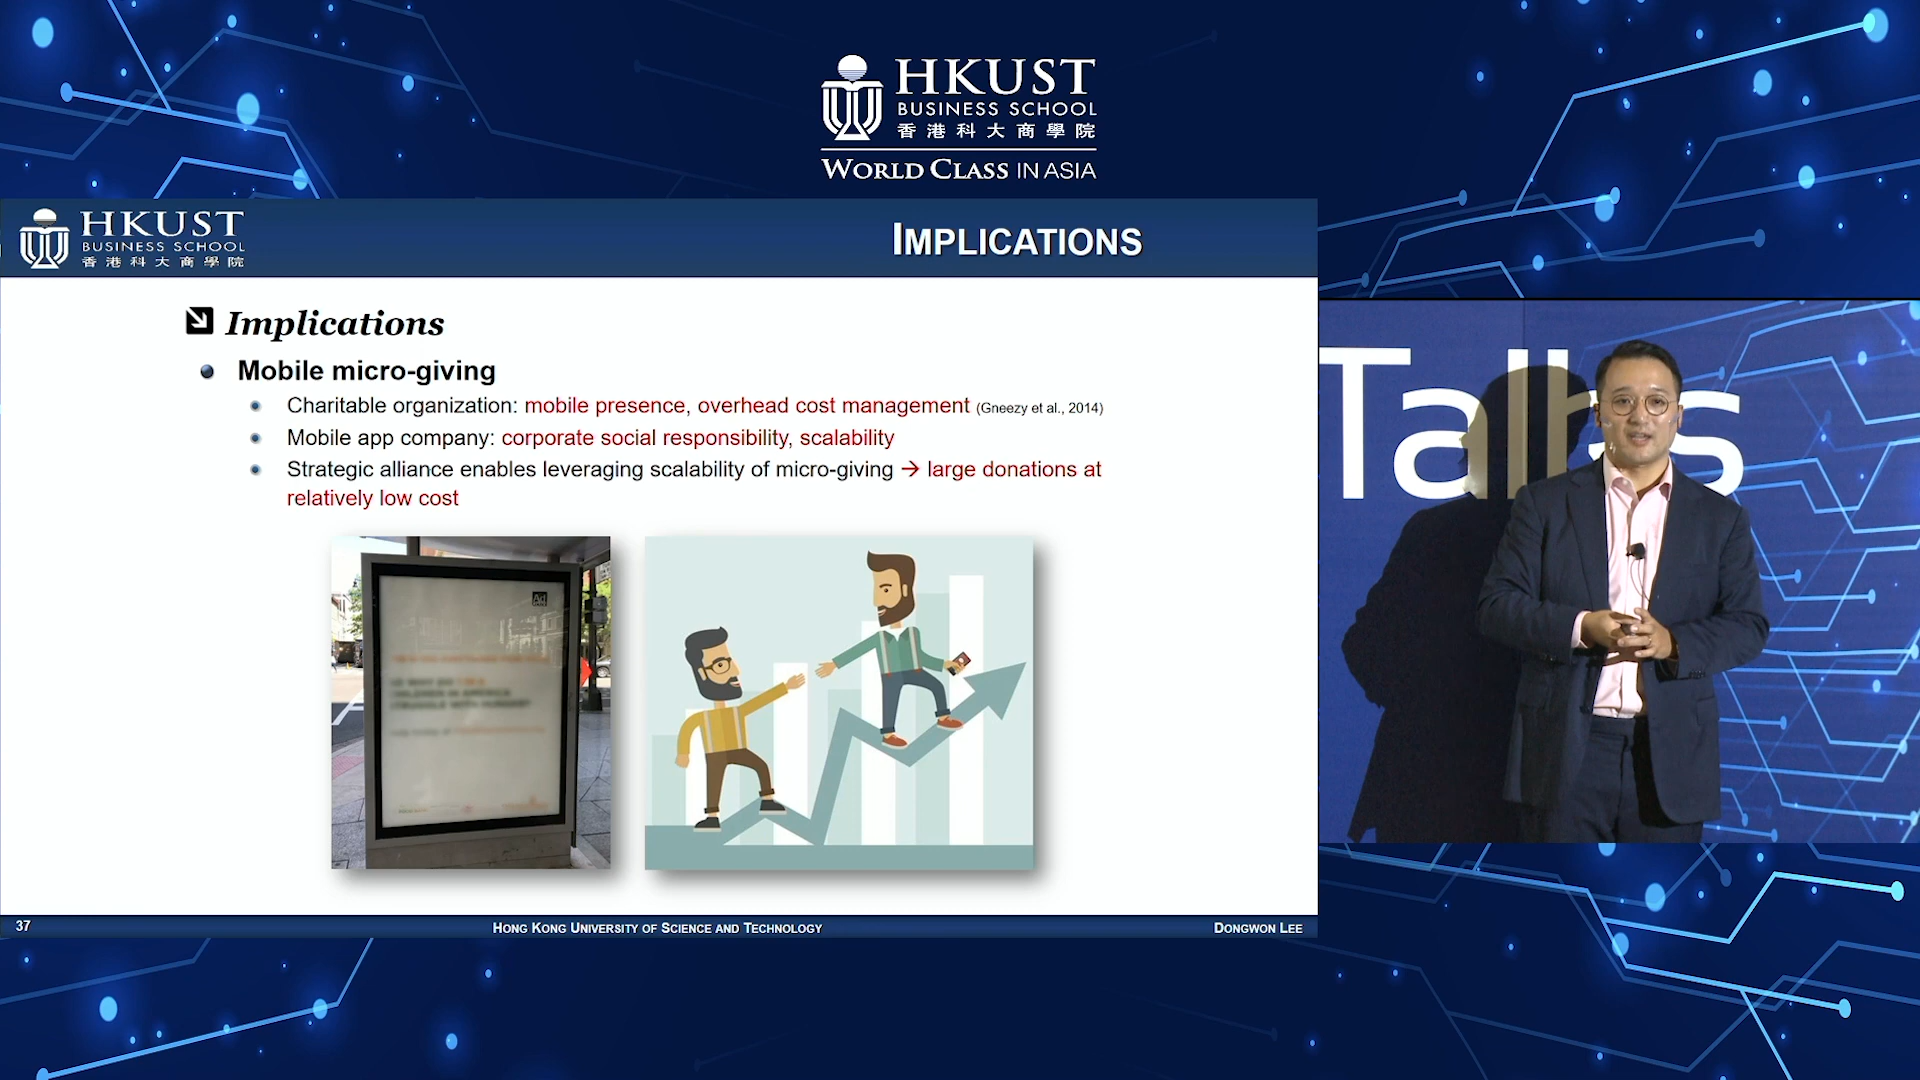 HKUST
BUSINESS SCHOOL
香港科大商學院
WORLD CLASS IN ASIA
HKUST
BUSINESS SCHOOL
香港科大商學院
IMPLICATIONS
Implications
Mobile micro-giving
Charitable organization: mobile presence, overhead cost management (Gneezy et al., 2014)
Mobile app company: corporate social responsibility, scalability
Strategic alliance enables leveraging scalability of micro-giving → large donations at
relatively low cost
Ad
Talks
37
HONG KONG UNIVERSITY OF SCIENCE AND TECHNOLOGY
DONGWON LEE